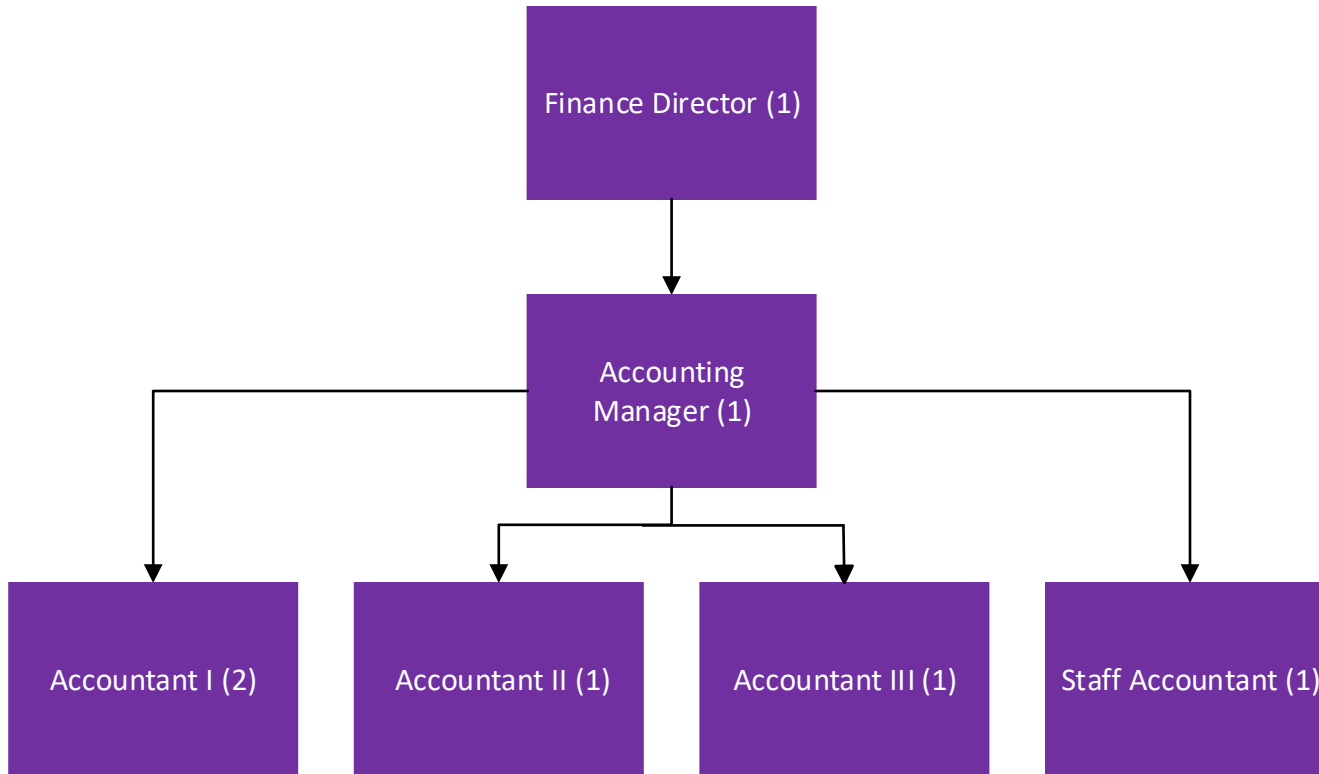 Finance Director (1)
Accounting
Manager (1)
Accountant I (2)
Accountant II (1)
Accountant III (1)
Staff Accountant (1)